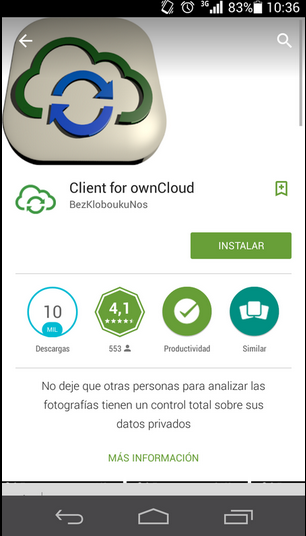 3G 83% 10:36
Client for ownCloud
BezKloboukuNos
INSTALAR
10
MIL
4,1
Descargas
553
Productividad
Similar
No deje que otras personas para analizar las
fotografías tienen un control total sobre sus
datos privados
MÁS INFORMACIÓN